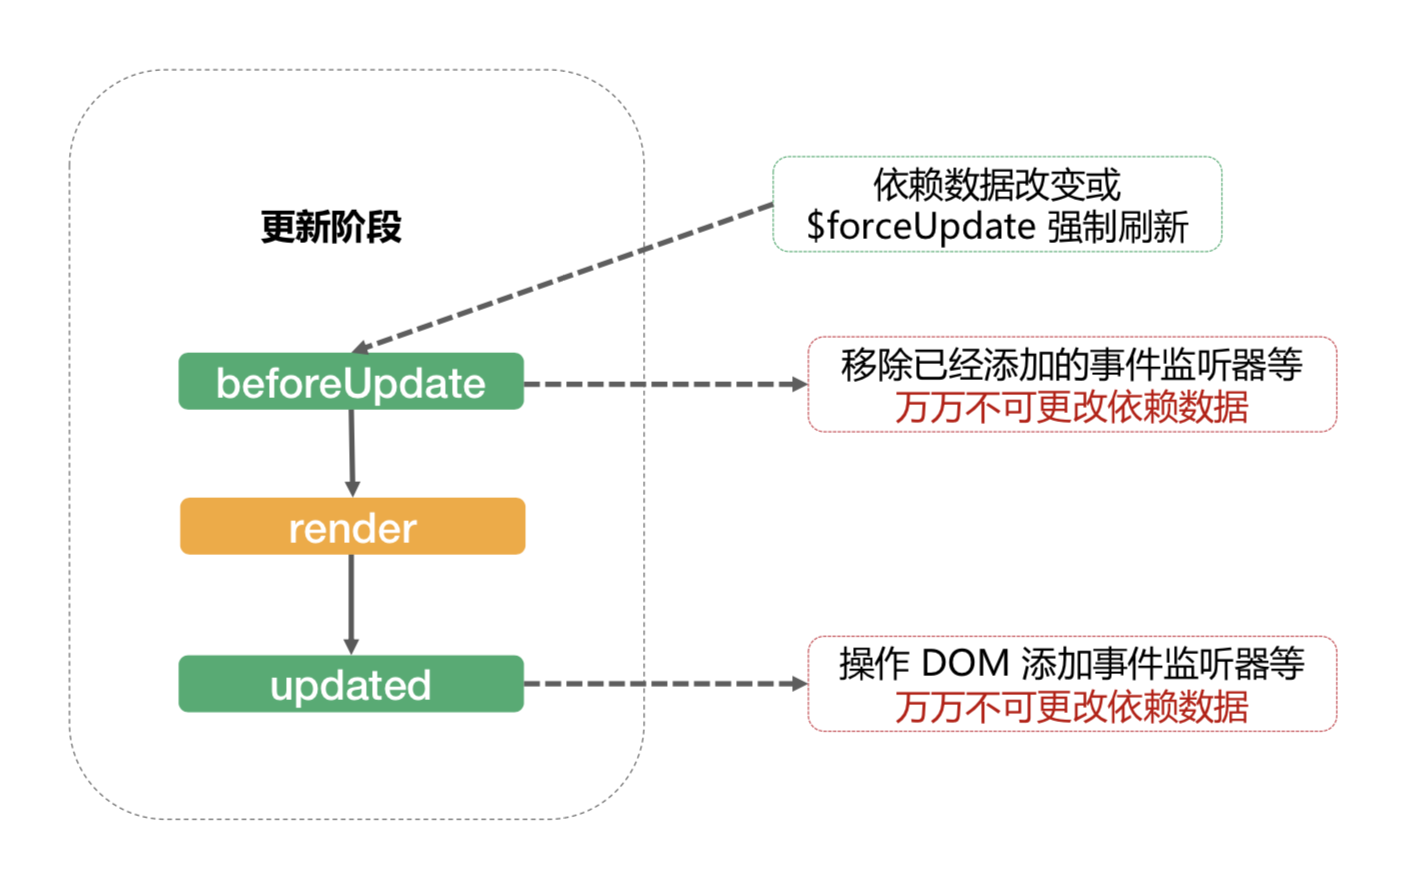 更新阶段
依赖数据改变或
$forceUpdate 强制刷新
beforeUpdate
移除已经添加的事件监听器等
万万不可更改依赖数据
render
updated
操作 DOM 添加事件监听器等
万万不可更改依赖数据